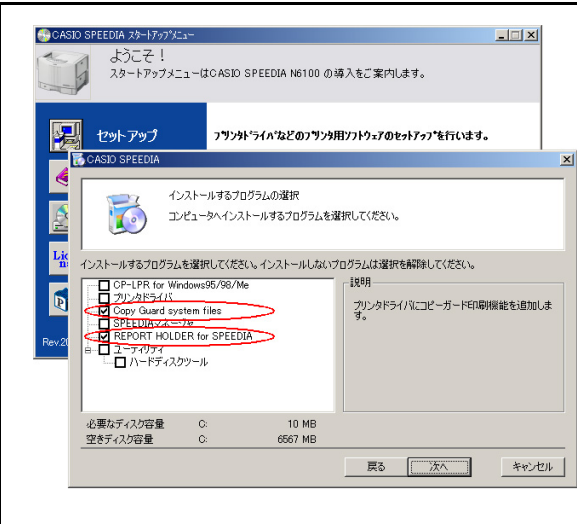 CASIO SPEEDIA スタートアップメニュー
ようこそ！
スタートアップメニューはCASIO SPEEDIA N6100 の導入をご案内します。
セットアップ
プリンタドライバなどのプリンタ用ソフトウェアのセットアップを行います。
CASIO SPEEDIA
インストールするプログラムの選択
コンピュータへインストールするプログラムを選択してください。
インストールするプログラムを選択してください。インストールしないプログラムは選択を解除してください。
CP-LPR for Windows95/98/Me
プリンタドライバ
Copy Guard system files
SPEEDIAマネージャ
REPORT HOLDER for SPEEDIA
ユーティリティ
ハードディスクツール
説明
プリンタドライバにコピーガード印刷機能を追加しま
す。
必要なディスク容量 C: 10 MB
空きディスク容量 C: 6567 MB
戻る 次へ キャンセル